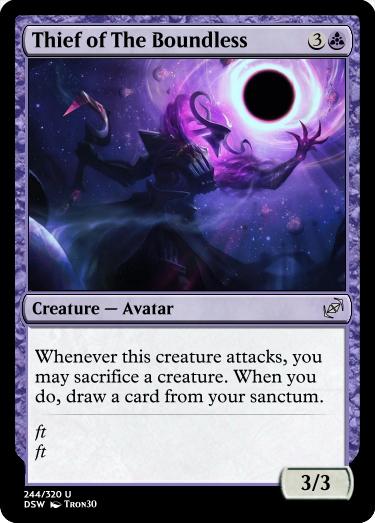 Thief of The Boundless 3
Creature — Avatar
Whenever this creature attacks, you
may sacrifice a creature. When you
do, draw a card from your sanctum.
ft
ft
3/3
244/320 U
DSW Tron30